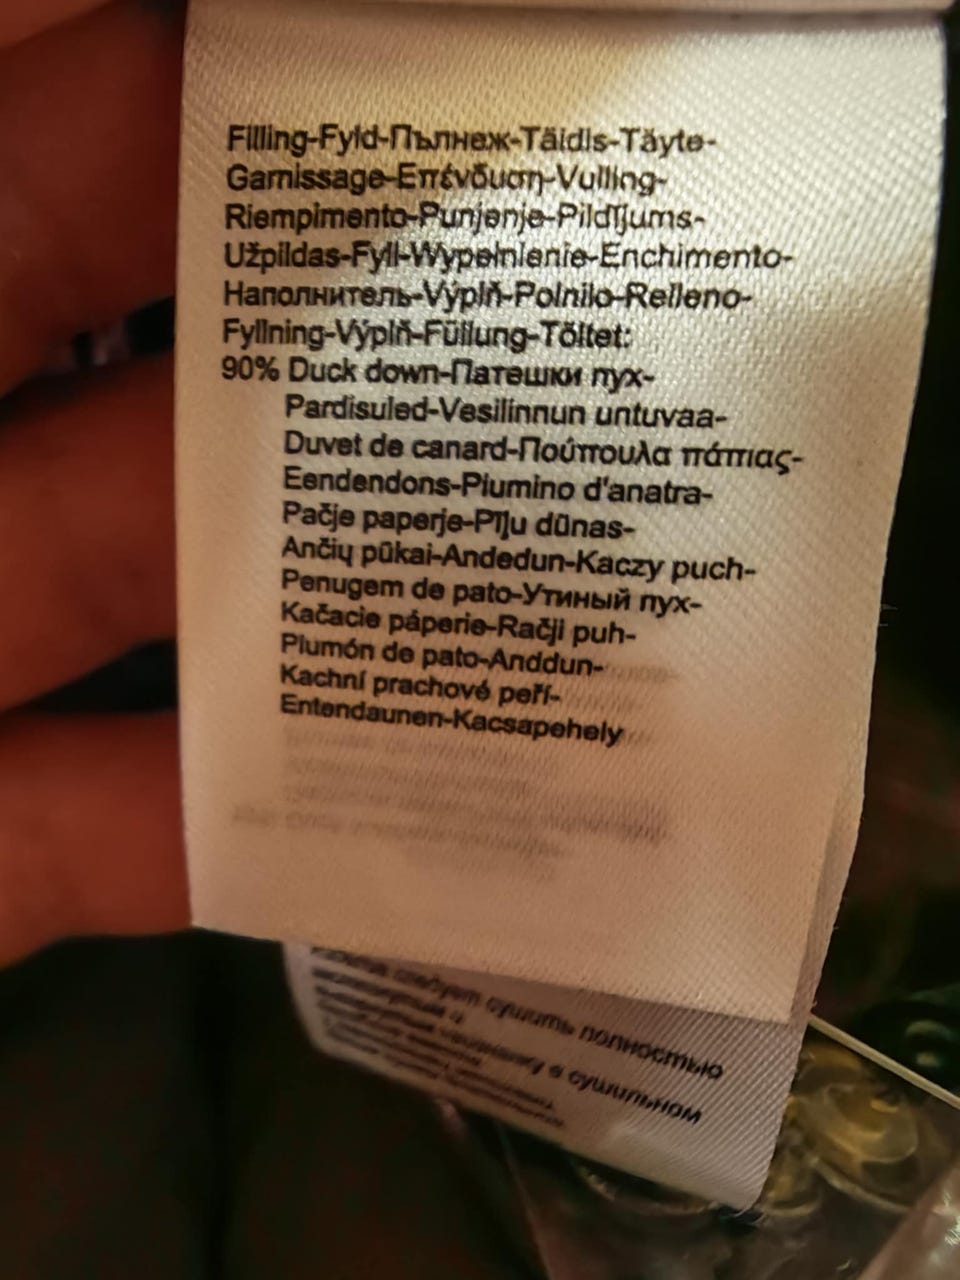 Filling-Fyld-Пълнеж-Täidis-Täyte-
Garnissage-Επένδυση-Vulling-
Riempimento-Punjenje-Pildījums-
Užpildas-Fyll-Wypełnienie-Enchimento-
Наполнитель-Výplň-Polnilo-Relleno-
Fyllning-Výplň-Füllung-Töltet:
90% Duck down-Патешки пух-
Pardisuled-Vesilinnun untuvaa-
Duvet de canard-Πούπουλα πάπιας-
Eendendons-Piumino d'anatra-
Pačje paperje-Pīļu dūnas-
Ančių pūkai-Andedun-Kaczy puch-
Penugem de pato-Утиный пух-
Kačacie páperie-Račji puh-
Plumón de pato-Anddun-
Kachní prachové peří-
Entendaunen-Kacsapehely
следует сушить полностью
в сушильном